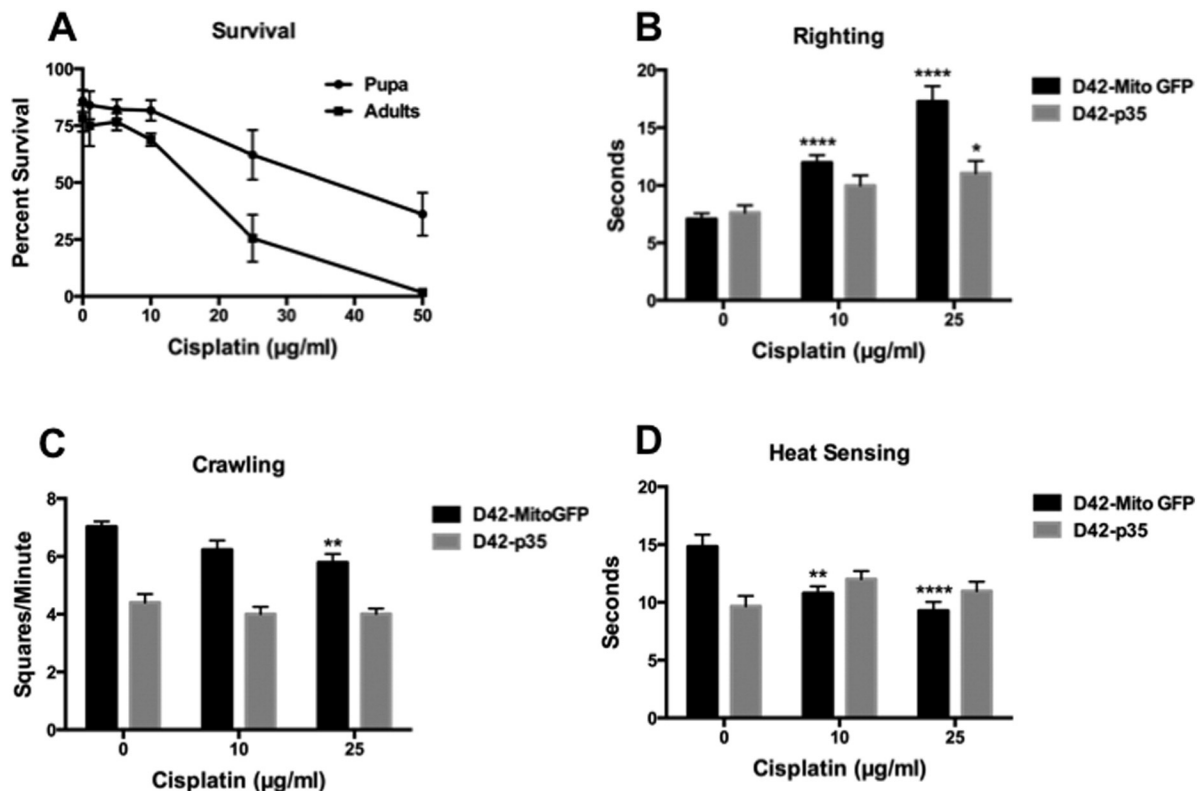 A
Survival
100
75
50
25
0
Percent Survival
Pupa
Adults
0 10 20 30 40 50
Cisplatin (µg/ml)
B
Righting
20
15
10
5
0
Seconds
****
****
*
D42-Mito GFP
D42-p35
0 10 25
Cisplatin (µg/ml)
C
Crawling
8
6
4
2
0
Squares/Minute
**
D42-MitoGFP
D42-p35
0 10 25
Cisplatin (µg/ml)
D
Heat Sensing
20
15
10
5
0
Seconds
**
****
D42-Mito GFP
D42-p35
0 10 25
Cisplatin (µg/ml)